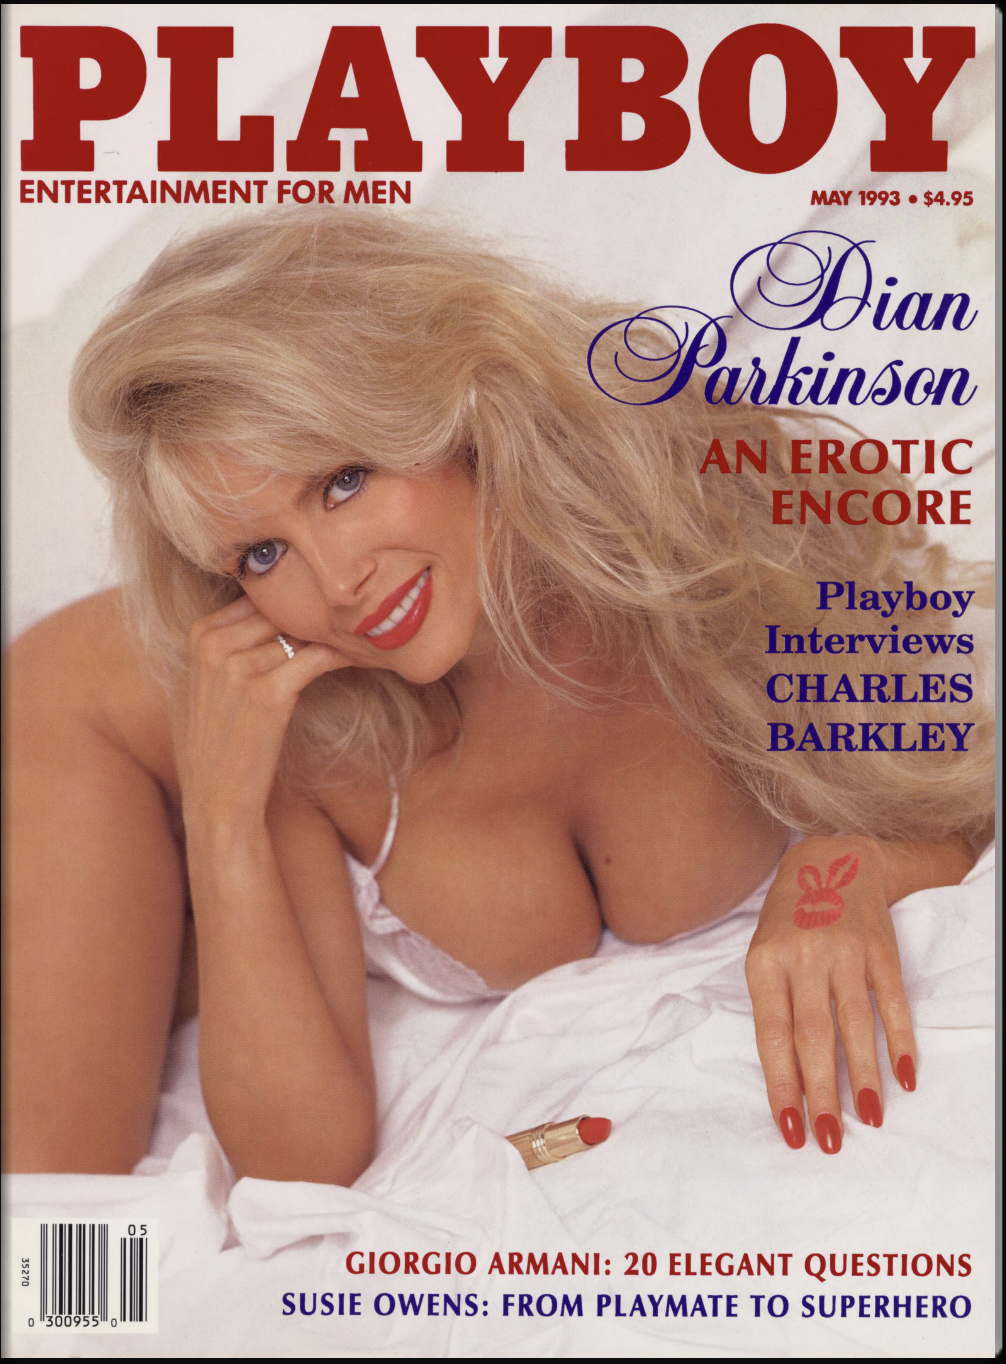 PLAYBOY
ENTERTAINMENT FOR MEN
MAY 1993 • $4.95
Dian
Parkinson
AN EROTIC
ENCORE
Playboy
Interviews
CHARLES
BARKLEY
GIORGIO ARMANI: 20 ELEGANT QUESTIONS
SUSIE OWENS: FROM PLAYMATE TO SUPERHERO
05
35270
0 300955 0